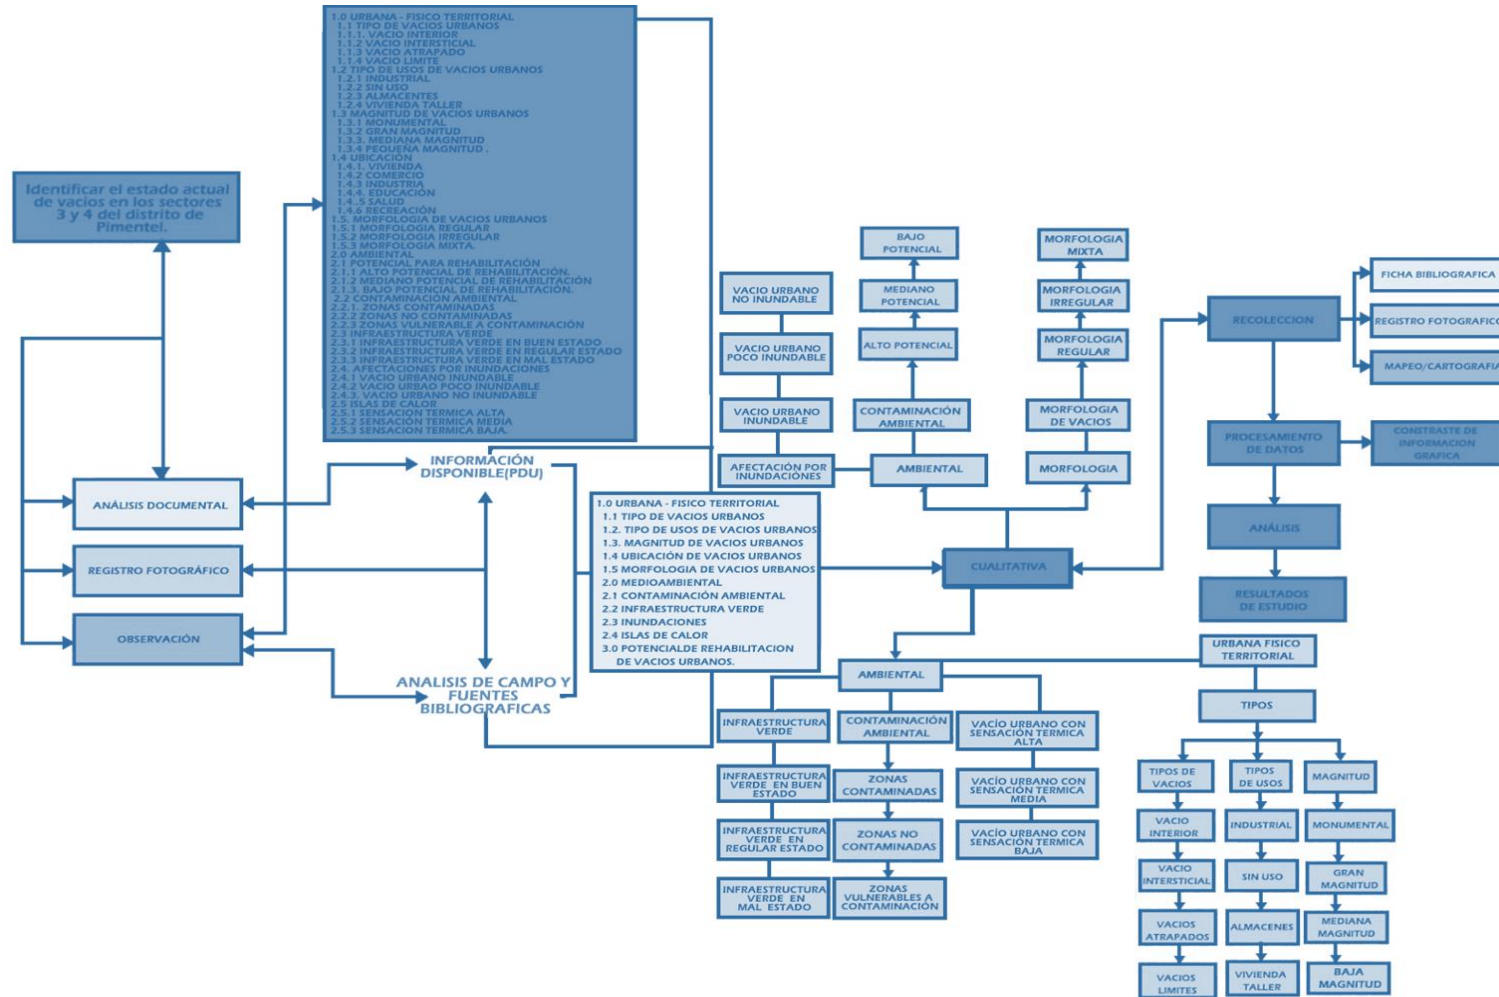 1.0 URBANA - FISICO TERRITORIAL
1.1 TIPO DE VACIOS URBANOS
1.1.1. VACIO INTERIOR
1.1.2 VACIO INTERSTICIAL
1.1.3 VACIO ATRAPADO
1.1.4 VACIO LIMITE
1.2 TIPO DE USOS DE VACIOS URBANOS
1.2.1 INDUSTRIAL
1.2.2 SIN USO
1.2.3 ALMACENTES
1.2.4 VIVIENDA TALLER
1.3 MAGNITUD DE VACIOS URBANOS
1.3.1 MONUMENTAL
1.3.2 GRAN MAGNITUD
1.3.3. MEDIANA MAGNITUD
1.3.4 PEQUEÑA MAGNITUD .
1.4 UBICACIÓN
1.4.1. VIVIENDA
1.4.2 COMERCIO
1.4.3 INDUSTRIA
1.4.4. EDUCACIÓN
1.4..5 SALUD
1.4.6 RECREACIÓN
1.5. MORFOLOGIA DE VACIOS URBANOS
1.5.1 MORFOLOGIA REGULAR
1.5.2 MORFOLOGIA IRREGULAR
1.5.3 MORFOLOGIA MIXTA.
2.0 AMBIENTAL
2.1 POTENCIAL PARA REHABILITACIÓN
2.1.1 ALTO POTENCIAL DE REHABILITACIÓN.
2.1.2 MEDIANO POTENCIAL DE REHABILITACIÓN
2.1.3. BAJO POTENCIAL DE REHABILITACIÓN.
2.2 CONTAMINACIÓN AMBIENTAL
2.2.1. ZONAS CONTAMINADAS
2.2.2 ZONAS NO CONTAMINADAS
2.2.3 ZONAS VULNERABLE A CONTAMINACIÓN
2.3 INFRAESTRUCTURA VERDE
2.3.1 INFRAESTRUCTURA VERDE EN BUEN ESTADO
2.3.2 INFRAESTRUCTURA VERDE EN REGULAR ESTADO
2.3.3 INFRAESTRUCTURA VERDE EN MAL ESTADO
2.4. AFECTACIONES POR INUNDACIONES
2.4.1 VACIO URBANO INUNDABLE
2.4.2 VACIO URBAO POCO INUNDABLE
2.4.3. VACIO URBANO NO INUNDABLE
2.5 ISLAS DE CALOR
2.5.1 SENSACION TERMICA ALTA
2.5.2 SENSACION TERMICA MEDIA
2.5.3 SENSACION TERMICA BAJA.
Identificar el estado actual
de vacios en los sectores
3 y 4 del distrito de
Pimentel.
ANÁLISIS DOCUMENTAL
REGISTRO FOTOGRÁFICO
OBSERVACIÓN
INFORMACIÓN
DISPONIBLE(PDU)
ANALISIS DE CAMPO Y
FUENTES
BIBLIOGRAFICAS
1.0 URBANA - FISICO TERRITORIAL
1.1 TIPO DE VACIOS URBANOS
1.2. TIPO DE USOS DE VACIOS URBANOS
1.3. MAGNITUD DE VACIOS URBANOS
1.4 UBICACIÓN DE VACIOS URBANOS
1.5 MORFOLOGIA DE VACIOS URBANOS
2.0 MEDIOAMBIENTAL
2.1 CONTAMINACIÓN AMBIENTAL
2.2 INFRAESTRUCTURA VERDE
2.3 INUNDACIONES
2.4 ISLAS DE CALOR
3.0 POTENCIALDE REHABILITACION
DE VACIOS URBANOS.
VACIO URBANO
NO INUNDABLE
VACIO URBANO
POCO INUNDABLE
VACIO URBANO
INUNDABLE
AFECTACIÓN POR
INUNDACIÓNES
BAJO
POTENCIAL
MEDIANO
POTENCIAL
ALTO POTENCIAL
CONTAMINACIÓN
AMBIENTAL
AMBIENTAL
MORFOLOGIA
MIXTA
MORFOLOGIA
IRREGULAR
MORFOLOGIA
REGULAR
MORFOLOGIA
DE VACIOS
MORFOLOGIA
CUALITATIVA
RECOLECCION
FICHA BIBLIOGRAFICA
REGISTRO FOTOGRAFICO
MAPEO/CARTOGRAFIA
PROCESAMIENTO
DE DATOS
CONSTRASTE DE
INFORMACION
GRAFICA
ANÁLISIS
RESULTADOS
DE ESTUDIO
AMBIENTAL
INFRAESTRUCTURA
VERDE
INFRAESTRUCTURA
VERDE EN BUEN
ESTADO
INFRAESTRUCTURA
VERDE EN
REGULAR ESTADO
INFRAESTRUCTURA
VERDE EN
MAL ESTADO
CONTAMINACIÓN
AMBIENTAL
ZONAS
CONTAMINADAS
ZONAS NO
CONTAMINADAS
ZONAS
VULNERABLES A
CONTAMINACIÓN
VACÍO URBANO CON
SENSACIÓN TERMICA
ALTA
VACÍO URBANO CON
SENSACIÓN TERMICA
MEDIA
VACÍO URBANO CON
SENSACIÓN TERMICA
BAJA
URBANA FISICO
TERRITORIAL
TIPOS
TIPOS DE
VACIOS
VACIO
INTERIOR
VACIO
INTERSTICIAL
VACIOS
ATRAPADOS
VACIOS
LIMITES
TIPOS
DE USOS
INDUSTRIAL
SIN USO
ALMACENES
VIVIENDA
TALLER
MAGNITUD
MONUMENTAL
GRAN
MAGNITUD
MEDIANA
MAGNITUD
BAJA
MAGNITUD